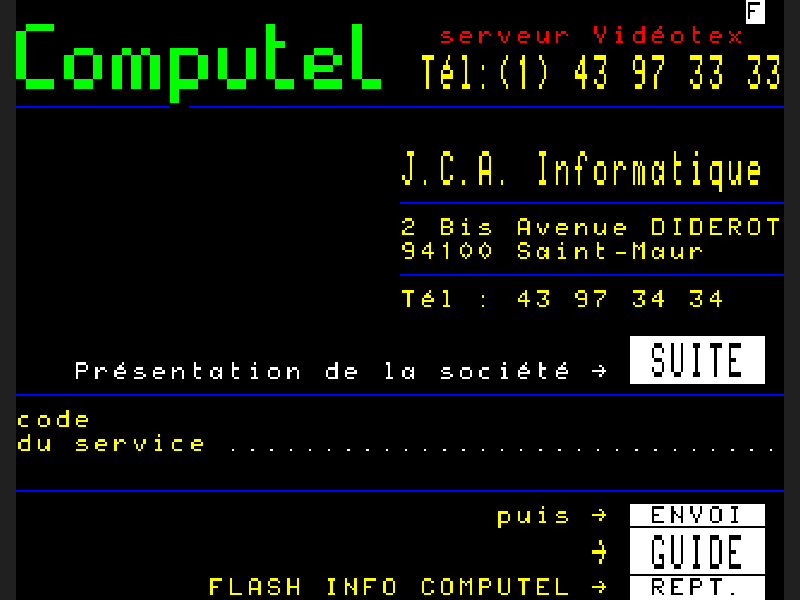 F
Computel serveur Vidéotex
Tél:(1) 43 97 33 33
J.C.A. Informatique
2 Bis Avenue DIDEROT
94100 Saint-Maur
Tél : 43 97 34 34
Présentation de la société → SUITE
code
du service .............................
puis → ENVOI
→ GUIDE
FLASH INFO COMPUTEL → REPT.